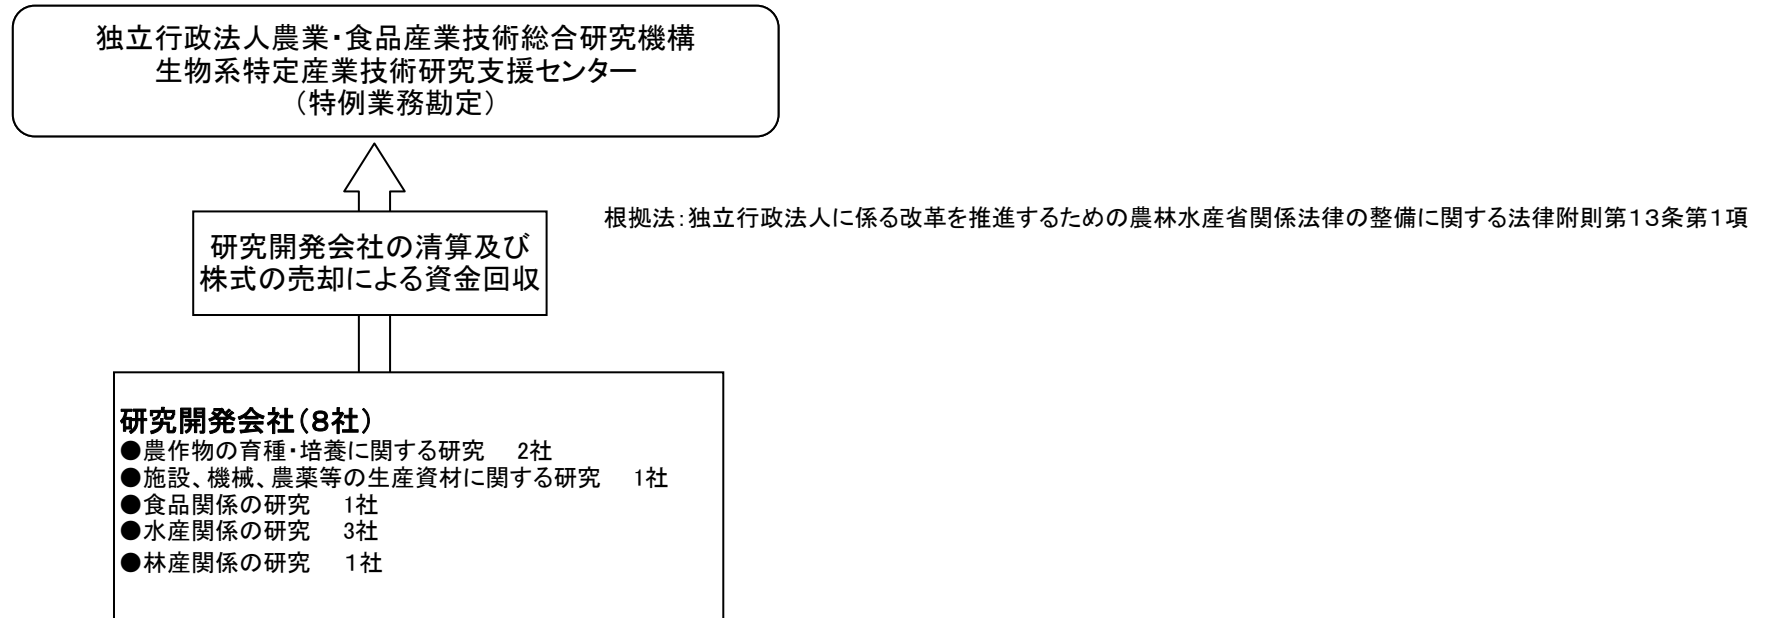 独立行政法人農業・食品産業技術総合研究機構
生物系特定産業技術研究支援センター
（特例業務勘定）
根拠法：独立行政法人に係る改革を推進するための農林水産省関係法律の整備に関する法律附則第１３条第１項
研究開発会社の清算及び
株式の売却による資金回収
研究開発会社（８社）
●農作物の育種・培養に関する研究　2社
●施設、機械、農薬等の生産資材に関する研究　1社
●食品関係の研究　1社
●水産関係の研究　3社
●林産関係の研究　１社